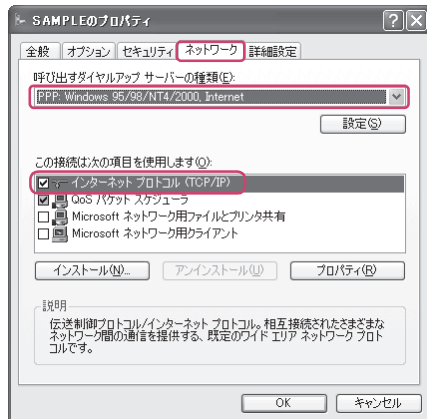 SAMPLEのプロパティ
全般 オプション セキュリティ ネットワーク 詳細設定
呼び出すダイヤルアップ サーバーの種類(E):
PPP: Windows 95/98/NT4/2000, Internet
設定(S)
この接続は次の項目を使用します(O):
インターネット プロトコル (TCP/IP)
QoS パケット スケジューラ
Microsoft ネットワーク用ファイルとプリンタ共有
Microsoft ネットワーク用クライアント
インストール(N)... アンインストール(U) プロパティ(R)
説明
伝送制御プロトコル/インターネット プロトコル。相互接続されたさまざまな
ネットワーク間の通信を提供する、既定のワイド エリア ネットワーク プロト
コルです。
OK キャンセル